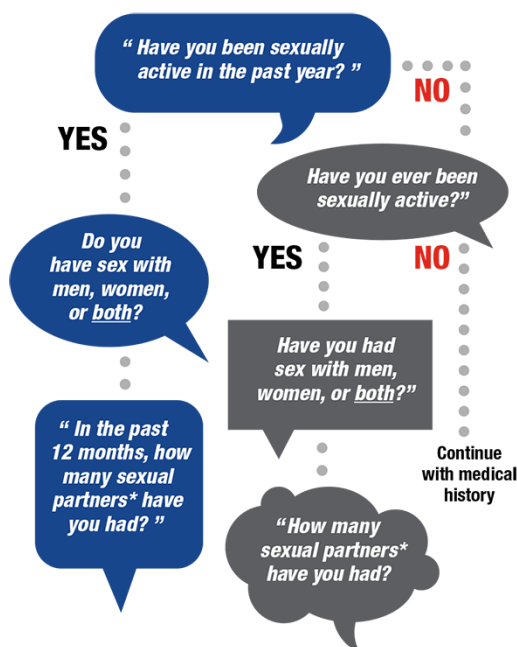 “ Have you been sexually
active in the past year? ”
NO
YES
Have you ever been
sexually active?”
Do you
have sex with
men, women,
or both?
YES
NO
Have you had
sex with men,
women, or both?”
“ In the past
12 months, how
many sexual
partners* have
you had? ”
Continue
with medical
history
“How many
sexual partners*
have you had?